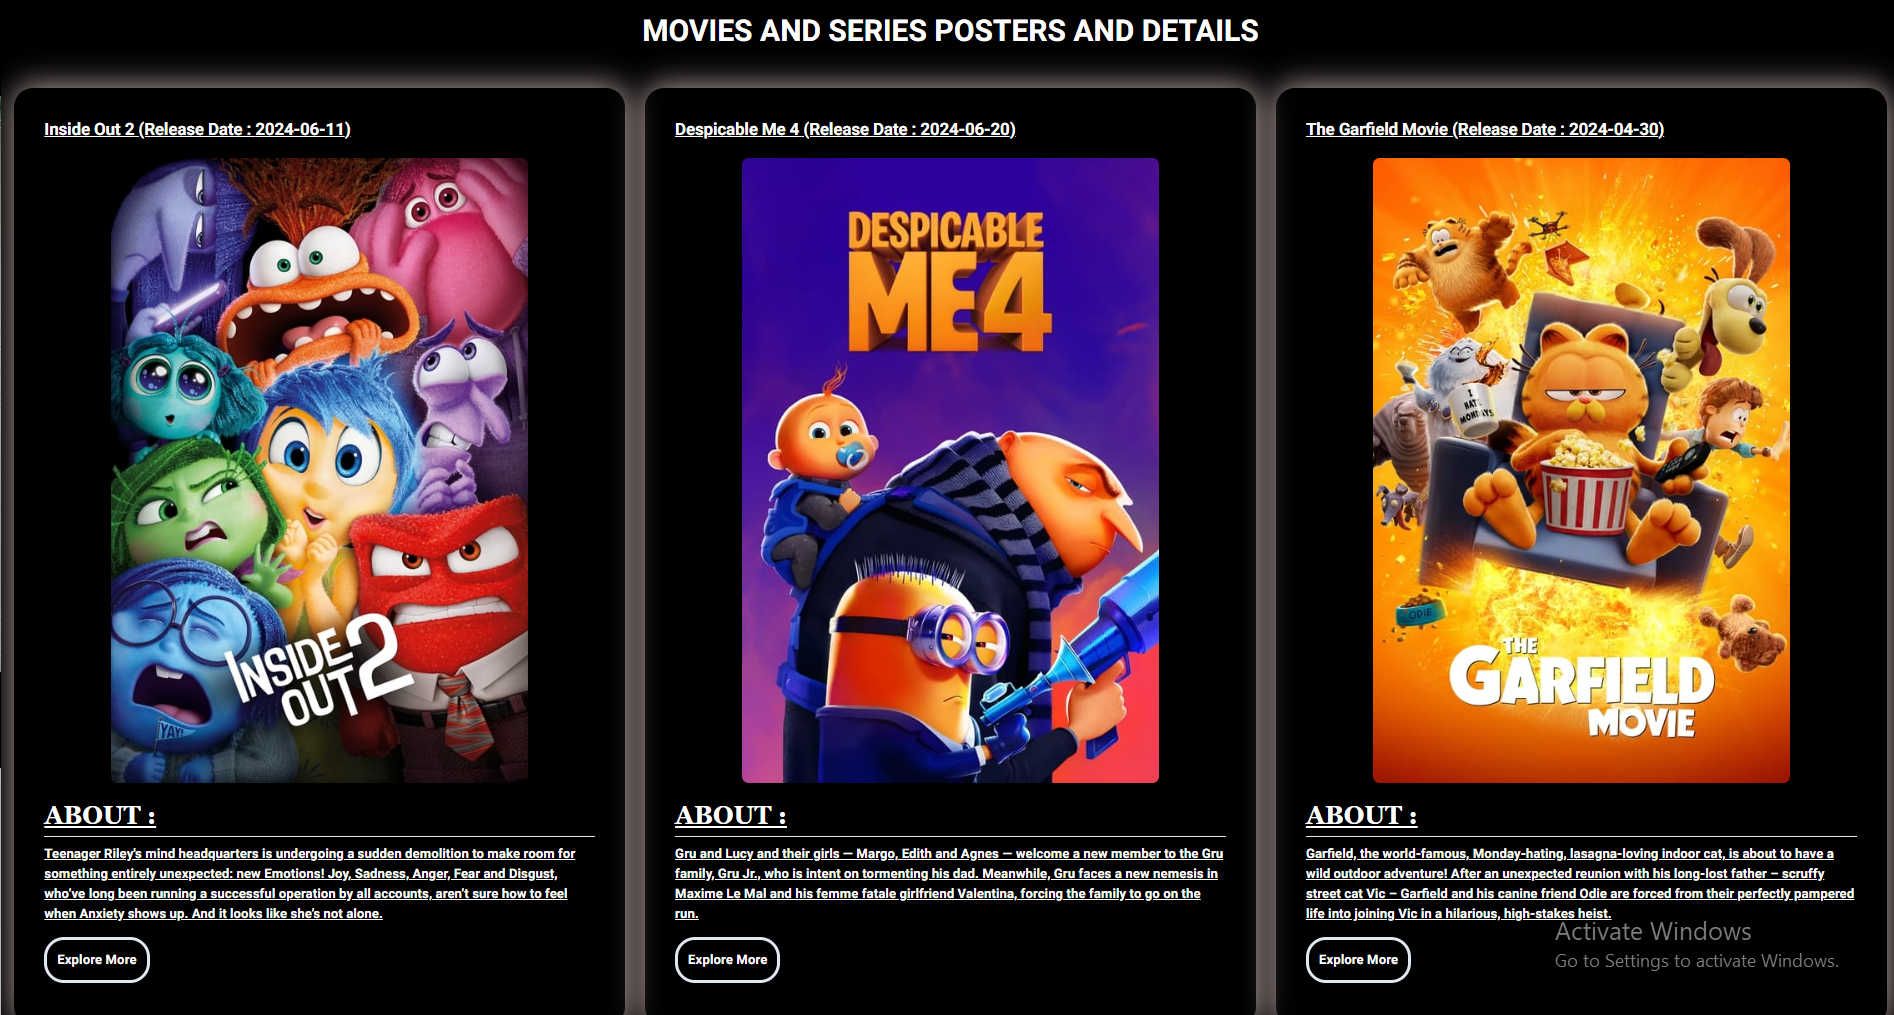 MOVIES AND SERIES POSTERS AND DETAILS
Inside Out 2 (Release Date : 2024-06-11)
YAY!
INSIDE
OUT 2
ABOUT :
Teenager Riley's mind headquarters is undergoing a sudden demolition to make room for
something entirely unexpected: new Emotions! Joy, Sadness, Anger, Fear and Disgust,
who've long been running a successful operation by all accounts, aren't sure how to feel
when Anxiety shows up. And it looks like she's not alone.
Explore More
Despicable Me 4 (Release Date : 2024-06-20)
DESPICABLE
ME4
ABOUT :
Gru and Lucy and their girls — Margo, Edith and Agnes — welcome a new member to the Gru
family, Gru Jr., who is intent on tormenting his dad. Meanwhile, Gru faces a new nemesis in
Maxime Le Mal and his femme fatale girlfriend Valentina, forcing the family to go on the
run.
Explore More
The Garfield Movie (Release Date : 2024-04-30)
I
HATE
MONDAYS
ODIE
THE
GARFIELD
MOVIE
ABOUT :
Garfield, the world-famous, Monday-hating, lasagna-loving indoor cat, is about to have a
wild outdoor adventure! After an unexpected reunion with his long-lost father – scruffy
street cat Vic – Garfield and his canine friend Odie are forced from their perfectly pampered
life into joining Vic in a hilarious, high-stakes heist.
Explore More
Activate Windows
Go to Settings to activate Windows.